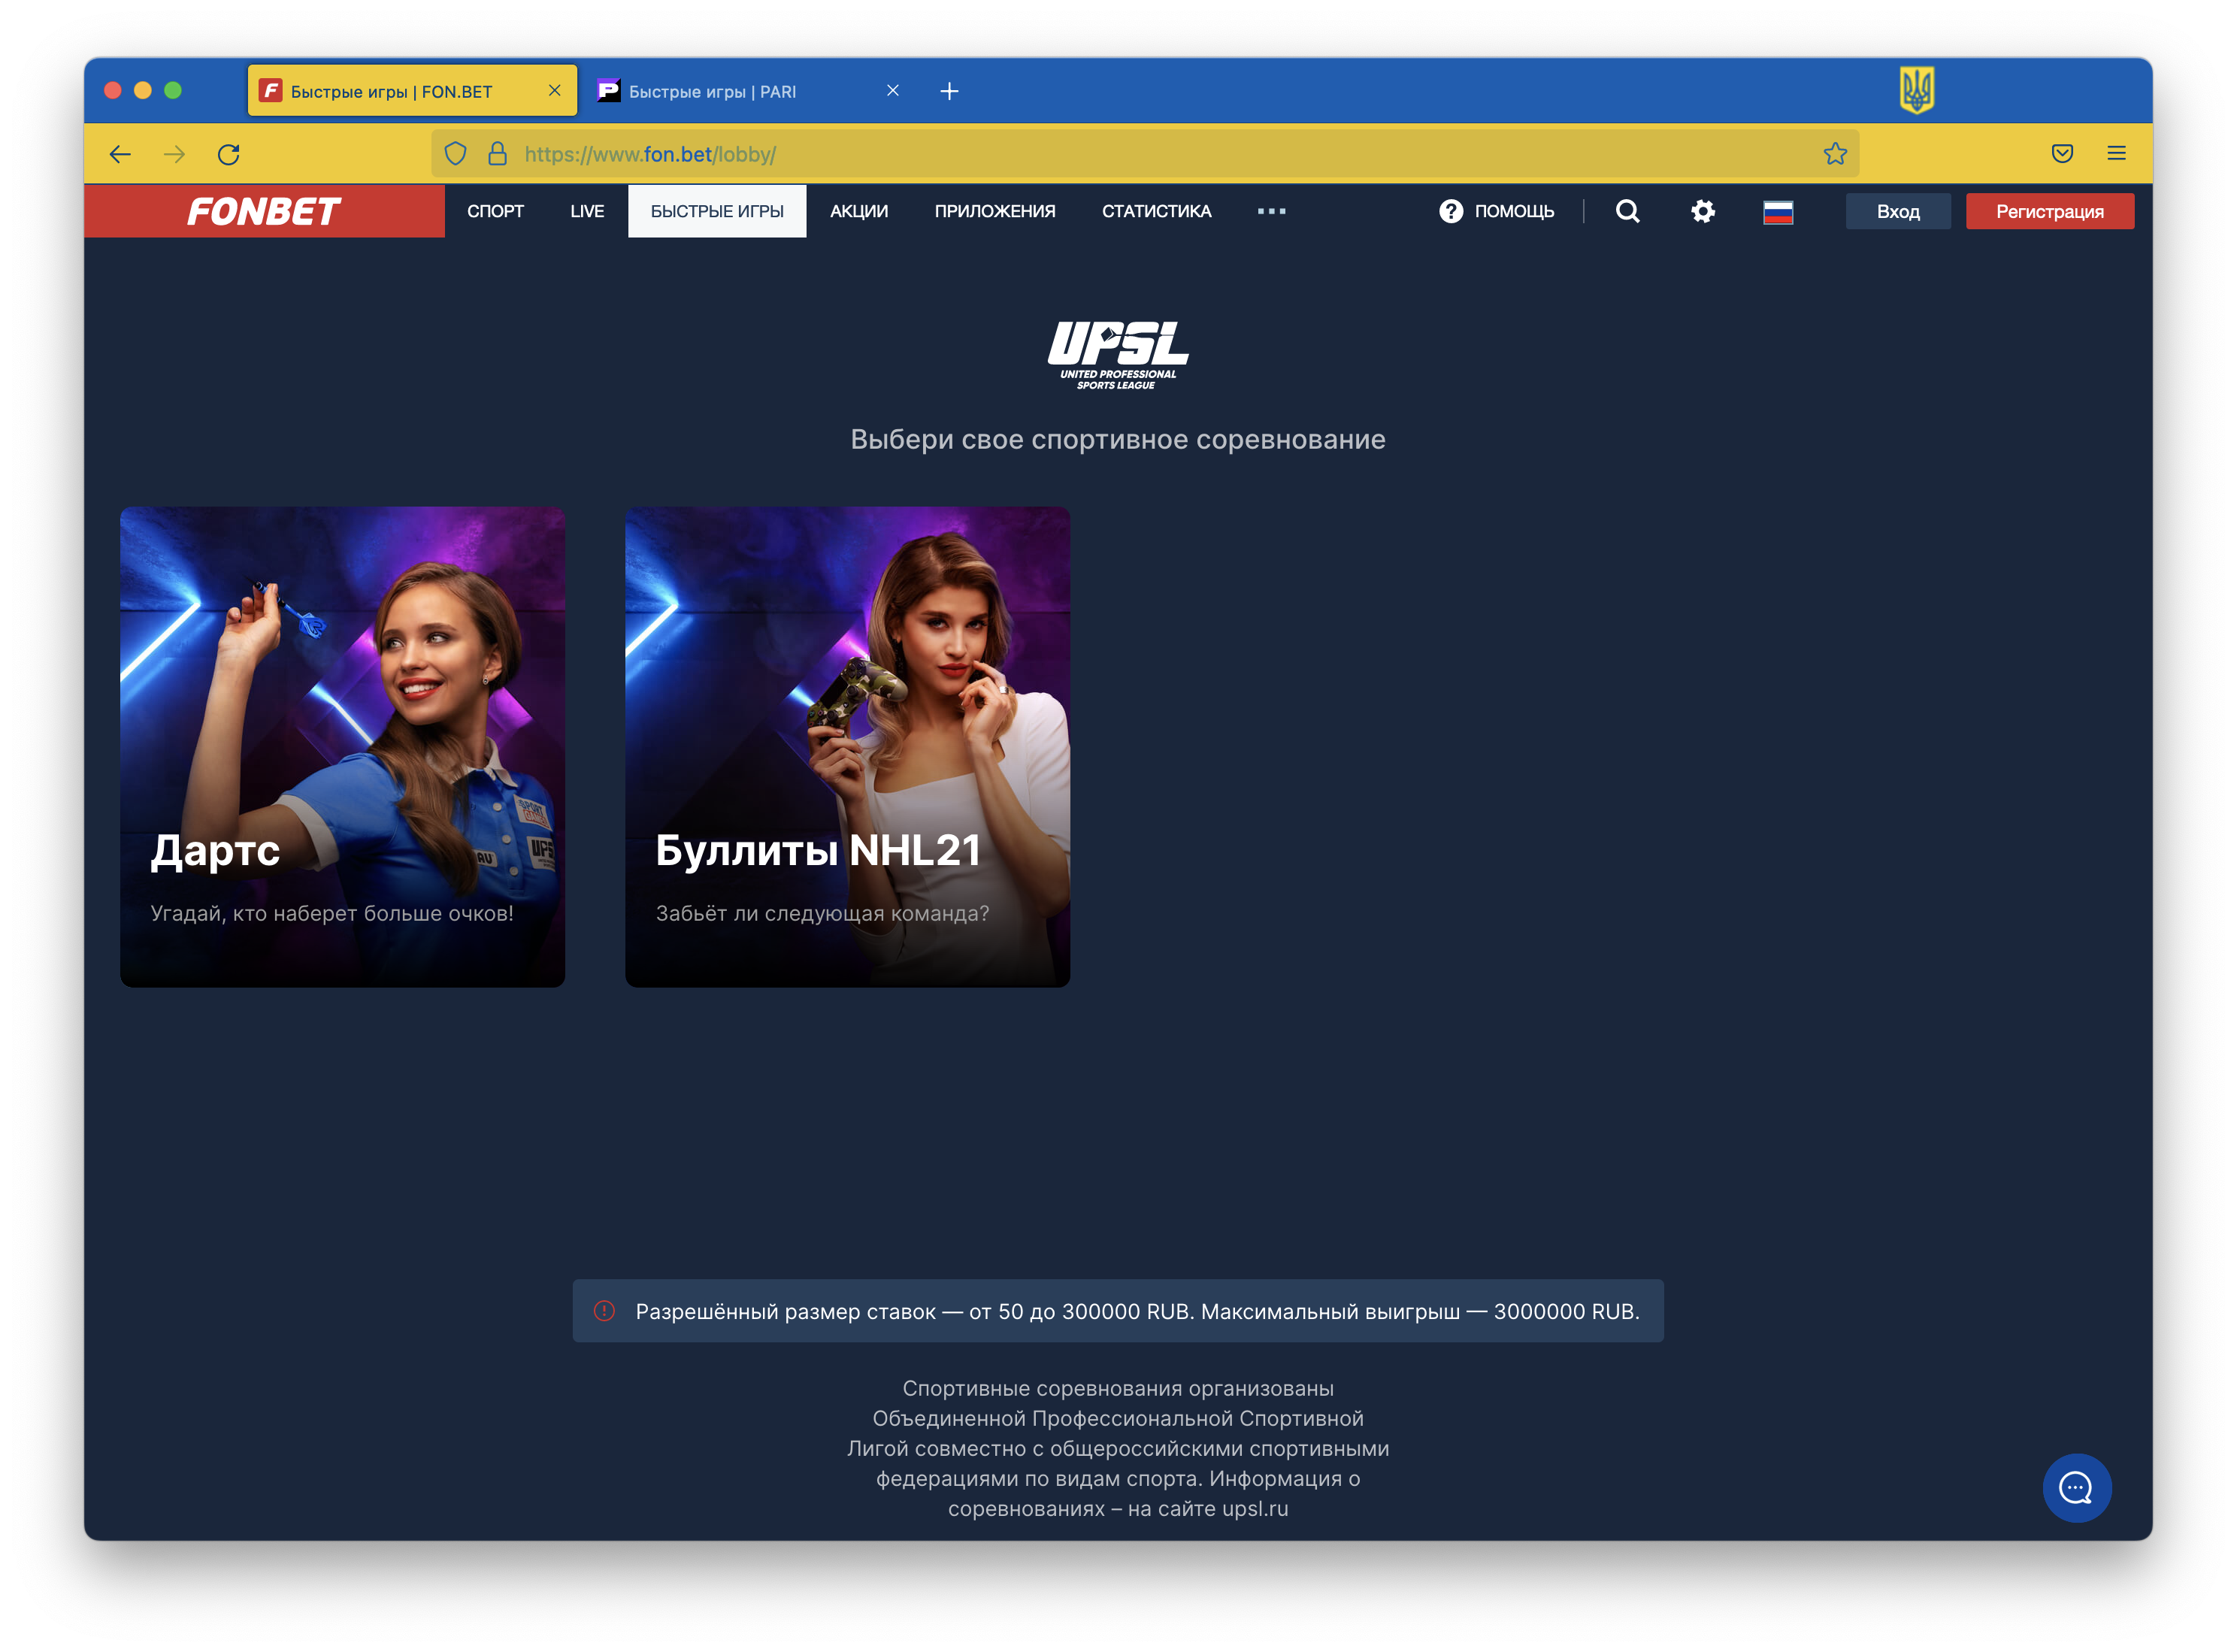 Быстрые игры | FON.BET
Быстрые игры | PARI
https://www.fon.bet/lobby/
FONBET
СПОРТ
LIVE
БЫСТРЫЕ ИГРЫ
АКЦИИ
ПРИЛОЖЕНИЯ
СТАТИСТИКА
ПОМОЩЬ
Вход
Регистрация
UPSL
UNITED PROFESSIONAL
SPORTS LEAGUE
Выбери свое спортивное соревнование
Дартс
Угадай, кто наберет больше очков!
Буллиты NHL21
Забьёт ли следующая команда?
Разрешённый размер ставок — от 50 до 300000 RUB. Максимальный выигрыш — 3000000 RUB.
Спортивные соревнования организованы
Объединенной Профессиональной Спортивной
Лигой совместно с общероссийскими спортивными
федерациями по видам спорта. Информация о
соревнованиях – на сайте upsl.ru